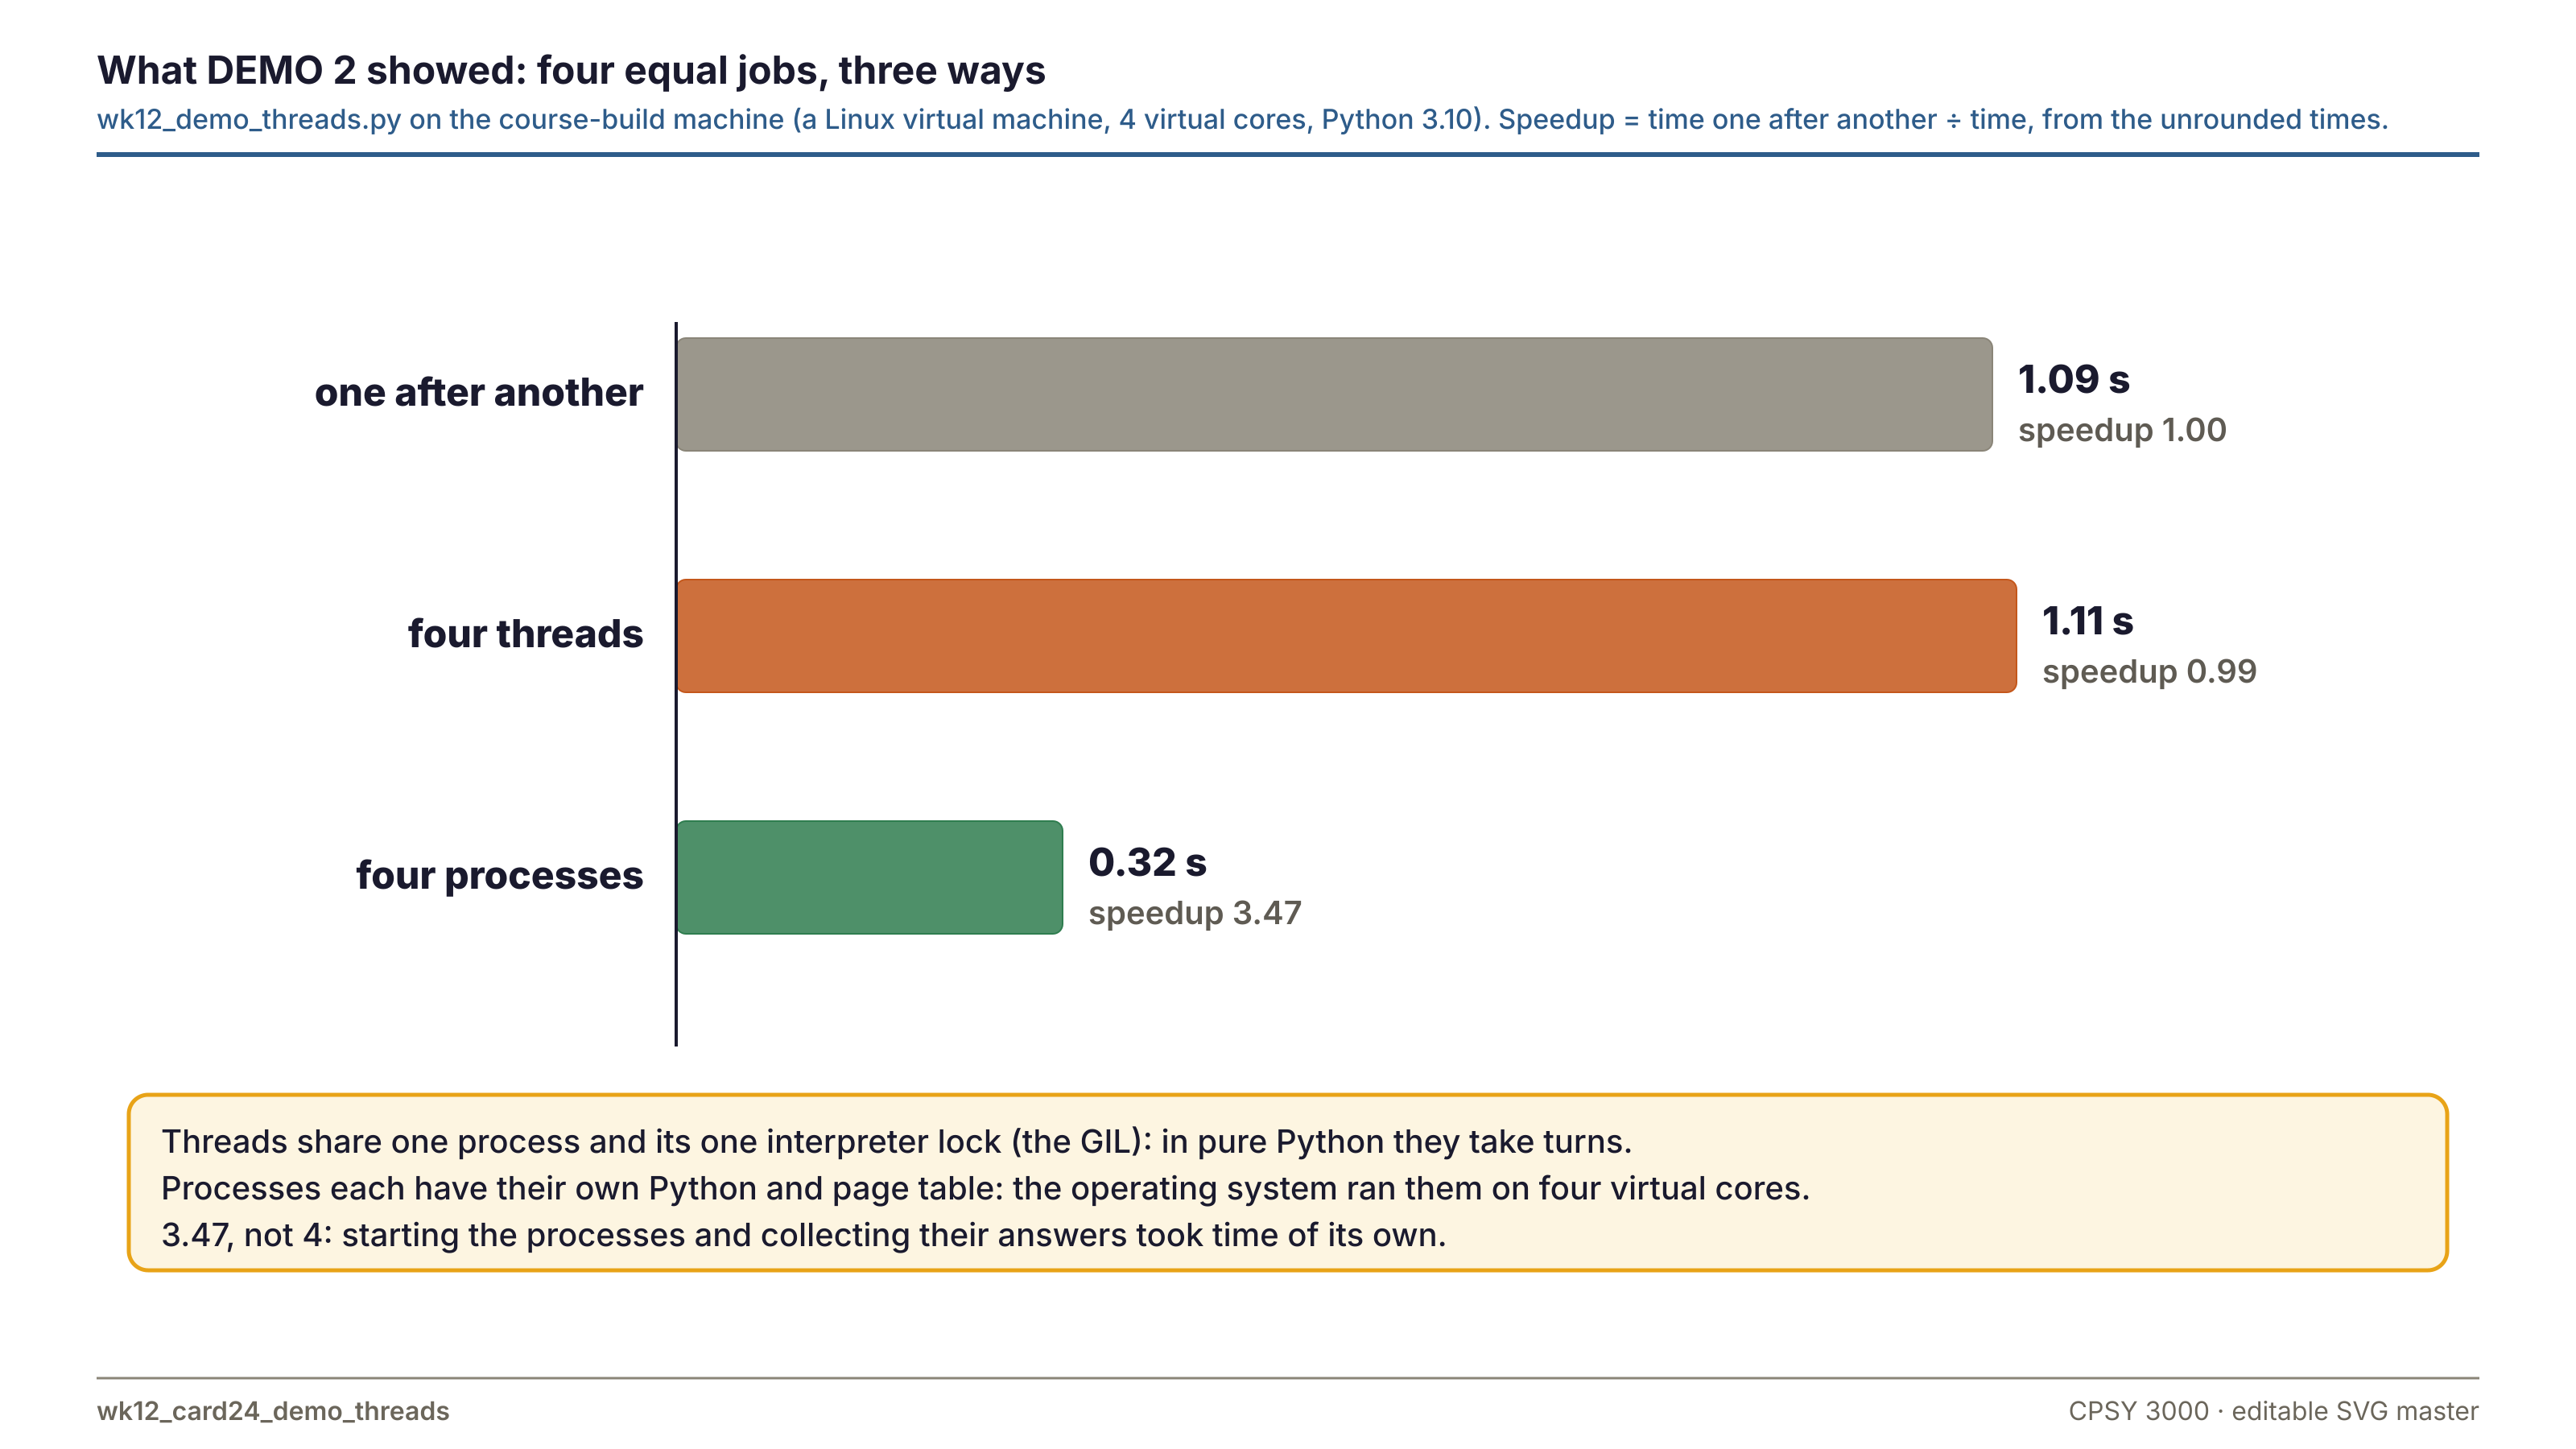 What DEMO 2 showed: four equal jobs, three ways
wk12_demo_threads.py on the course-build machine (a Linux virtual machine, 4 virtual cores, Python 3.10). Speedup = time one after another ÷ time, from the unrounded times.
one after another
1.09 s
speedup 1.00
four threads
1.11 s
speedup 0.99
four processes
0.32 s
speedup 3.47
Threads share one process and its one interpreter lock (the GIL): in pure Python they take turns.
Processes each have their own Python and page table: the operating system ran them on four virtual cores.
3.47, not 4: starting the processes and collecting their answers took time of its own.
wk12_card24_demo_threads
CPSY 3000 · editable SVG master